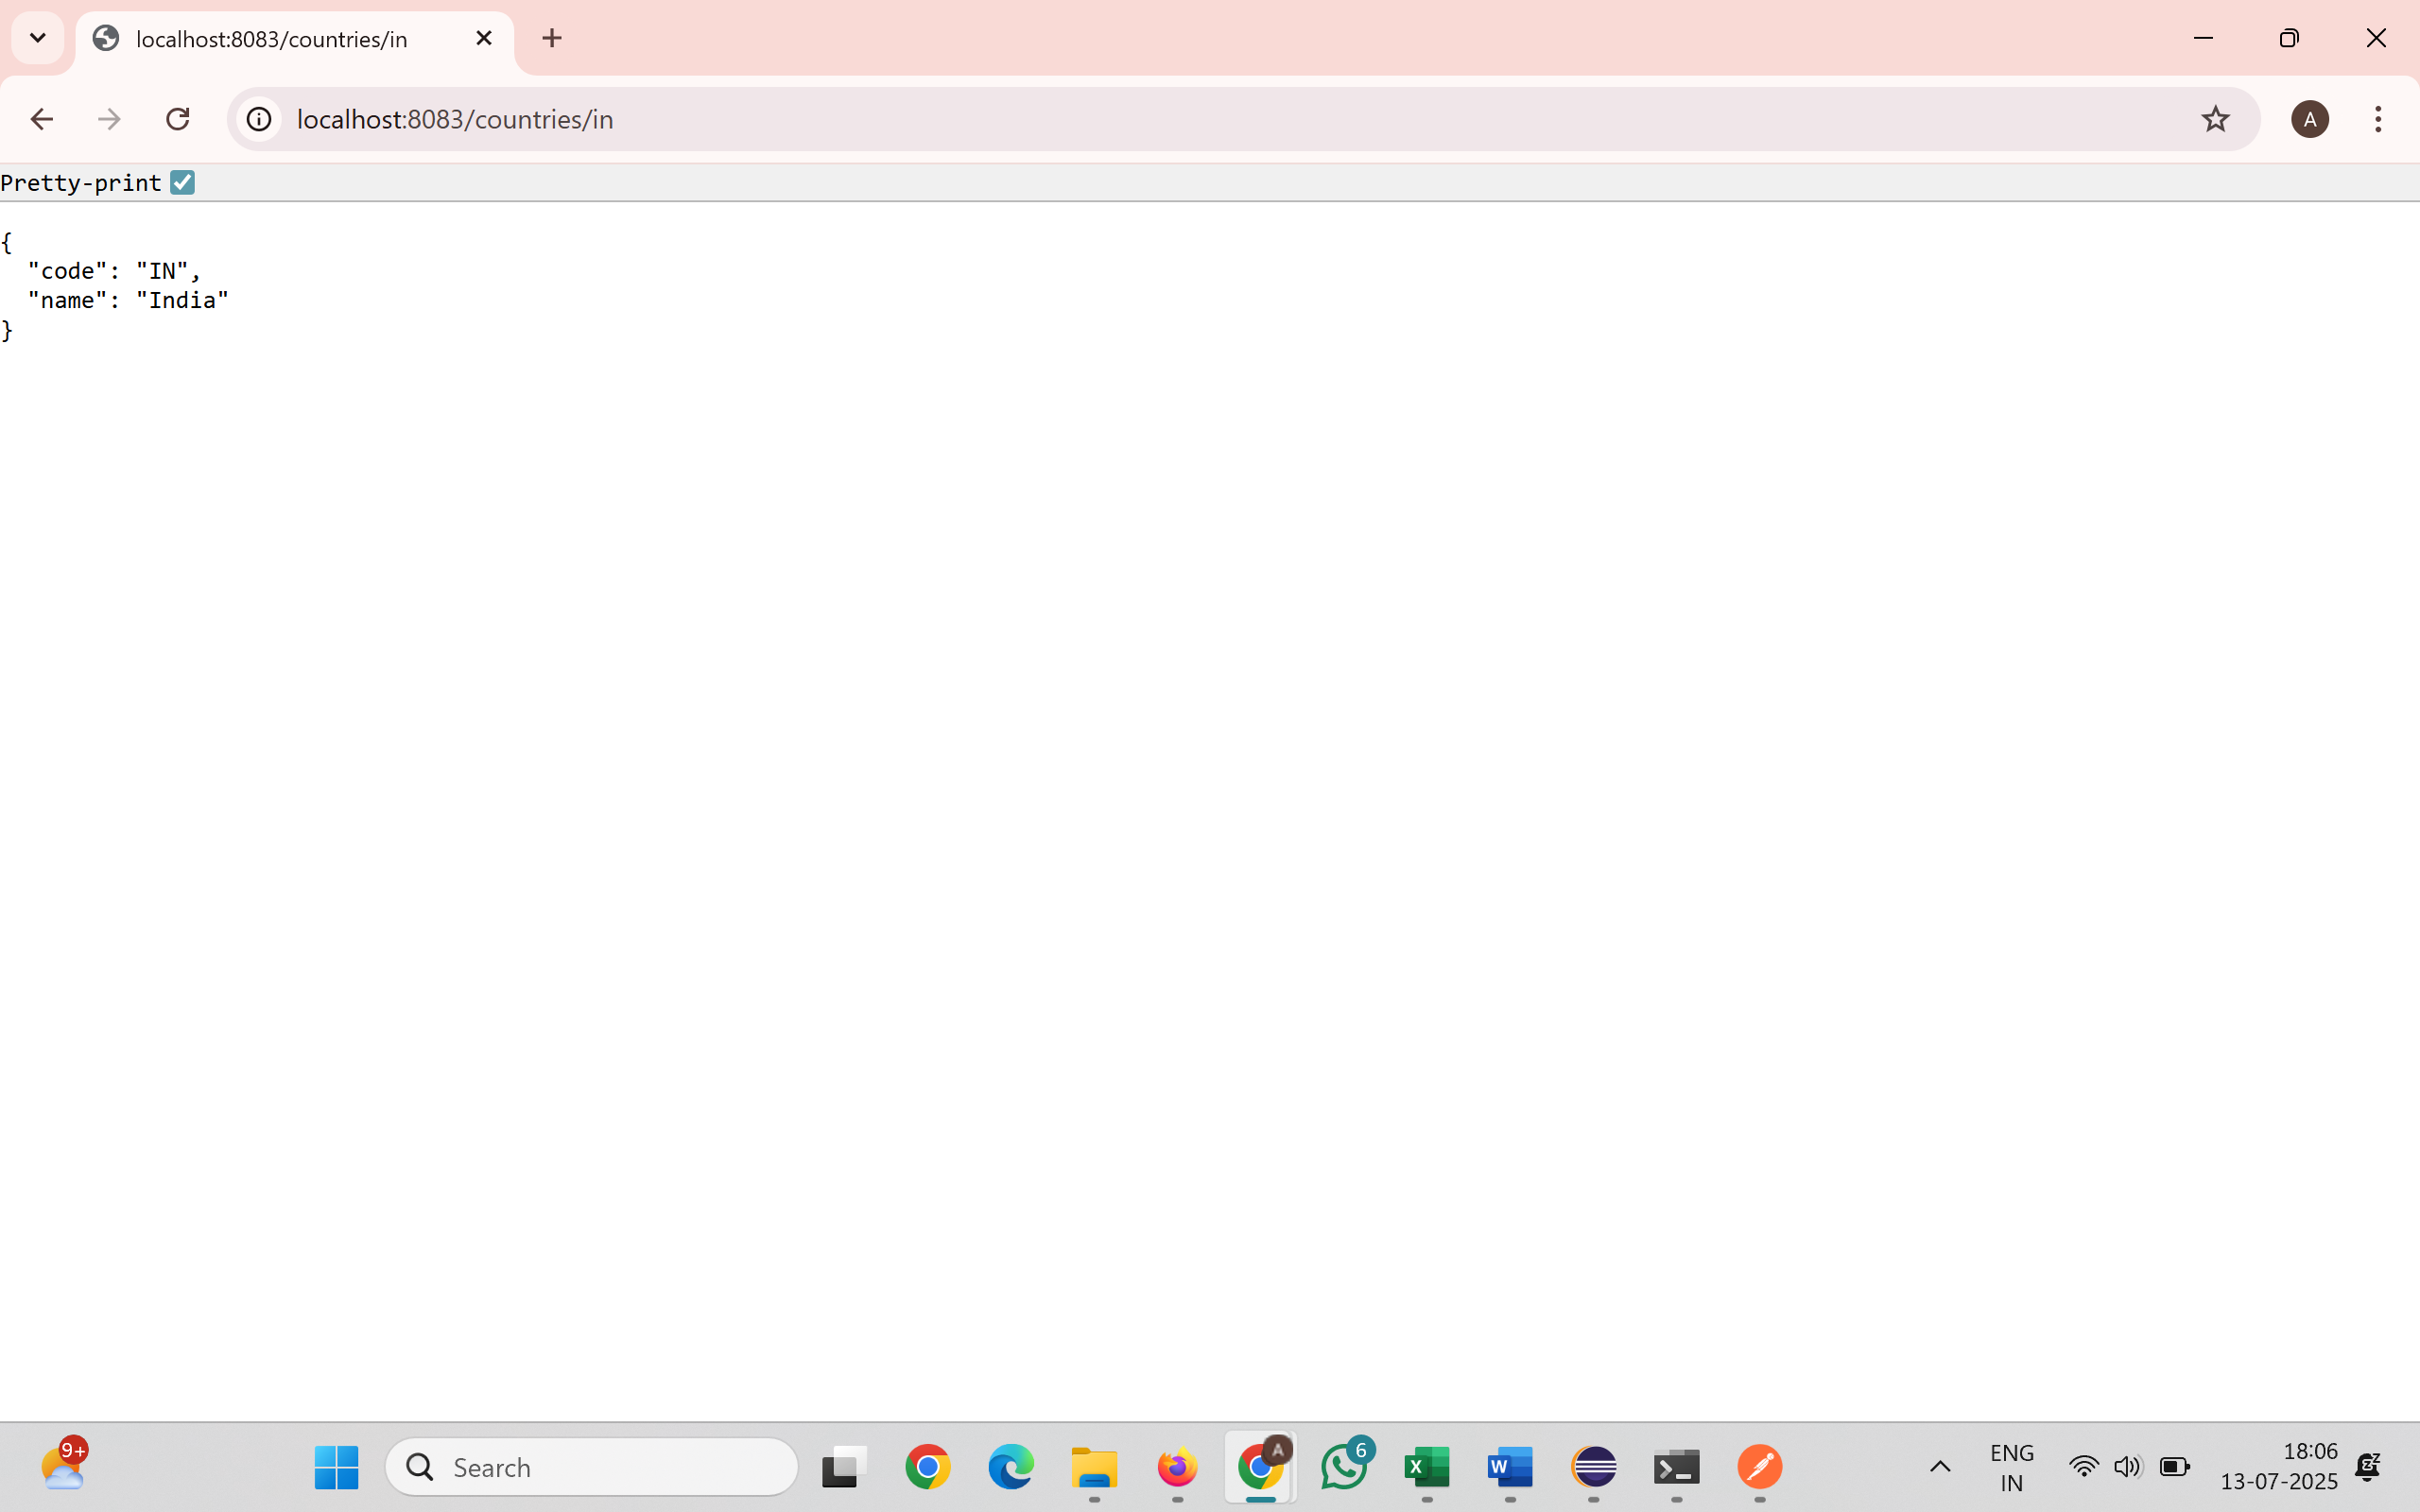 localhost:8083/countries/in
localhost:8083/countries/in
A
Pretty-print
{
  "code": "IN",
  "name": "India"
}
9+
Search
A
6
X
W
ENG
IN
18:06
13-07-2025